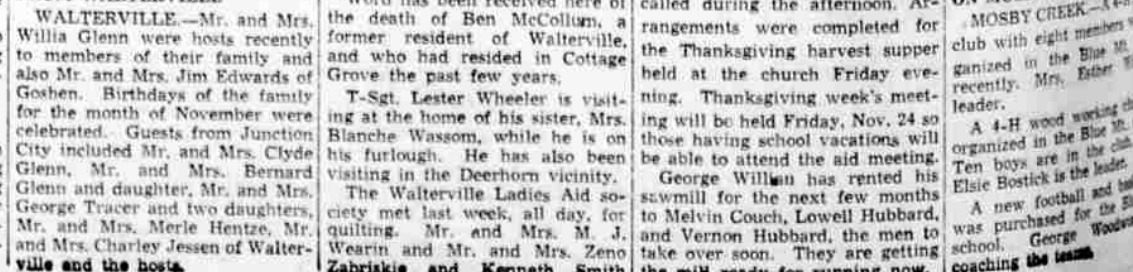 WALTERVILLE.—Mr. and Mrs.
Willia Glenn were hosts recently
to members of their family and
also Mr. and Mrs. Jim Edwards of
Goshen. Birthdays of the family
for the month of November were
celebrated. Guests from Junction
City included Mr. and Mrs. Clyde
Glenn, Mr. and Mrs. Bernard
Glenn and daughter, Mr. and Mrs.
George Tracer and two daughters,
Mr. and Mrs. Merle Hentze, Mr.
and Mrs. Charley Jessen of Walter-
ville and the hosts.
Word has been received here of
the death of Ben McCollum, a
former resident of Walterville,
and who had resided in Cottage
Grove the past few years.
T-Sgt. Lester Wheeler is visit-
ing at the home of his sister, Mrs.
Blanche Wassom, while he is on
his furlough. He has also been
visiting in the Deerhorn vicinity.
The Walterville Ladies Aid so-
ciety met last week, all day, for
quilting. Mr. and Mrs. M. J.
Wearin and Mr. and Mrs. Zeno
Zabriskie and Kenneth Smith
called during the afternoon. Ar-
rangements were completed for
the Thanksgiving harvest supper
held at the church Friday eve-
ning. Thanksgiving week's meet-
ing will be held Friday, Nov. 24 so
those having school vacations will
be able to attend the aid meeting.
George Willian has rented his
sawmill for the next few months
to Melvin Couch, Lowell Hubbard,
and Vernon Hubbard, the men to
take over soon. They are getting
the mill ready for running now.
MOSBY CREEK—A 4-H
club with eight members
ganized in the Blue Mt.
recently. Mrs. Esther
leader.
A 4-H wood working
organized in the Blue Mt.
Ten boys are in the club.
Elsie Bostick is the leader.
A new football and
was purchased for the
school. George
coaching the team.